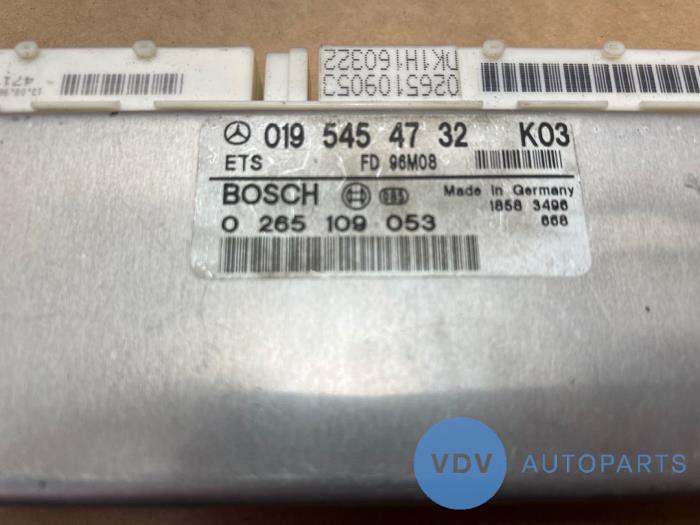 0265109053
DK1H160322
019 545 47 32 K03
ETS FD 96M08
BOSCH Made in Germany
1858 3496
0 265 109 053 668
VDV AUTOPARTS